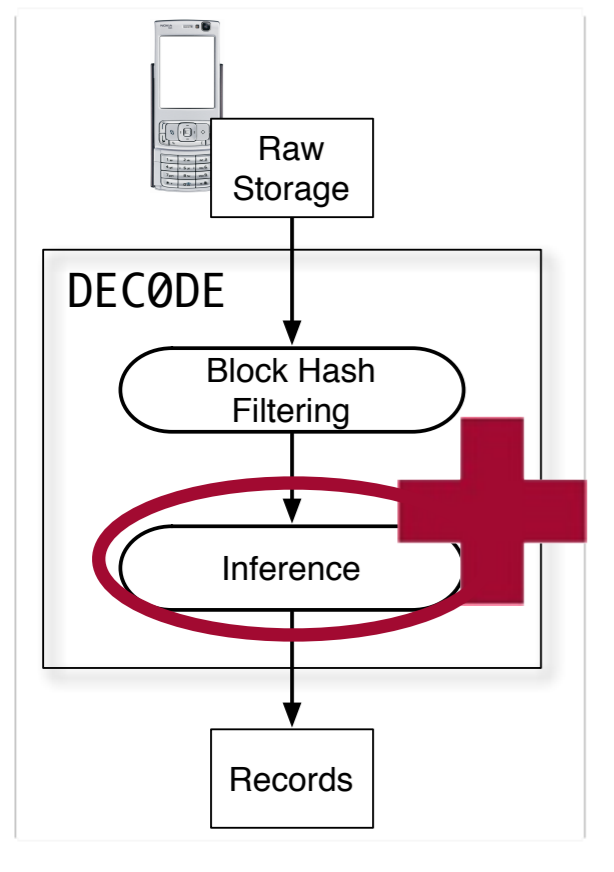 Raw
Storage
DEC0DE
Block Hash
Filtering
Inference
Records